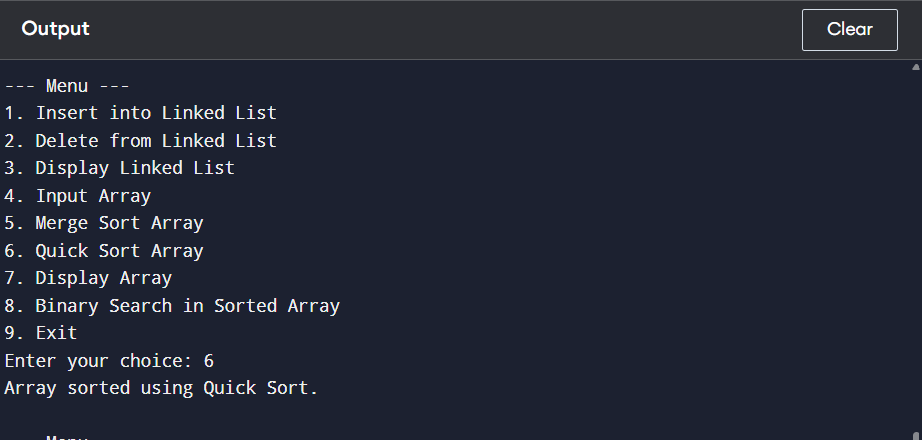 Output
Clear
--- Menu ---
1. Insert into Linked List
2. Delete from Linked List
3. Display Linked List
4. Input Array
5. Merge Sort Array
6. Quick Sort Array
7. Display Array
8. Binary Search in Sorted Array
9. Exit
Enter your choice: 6
Array sorted using Quick Sort.